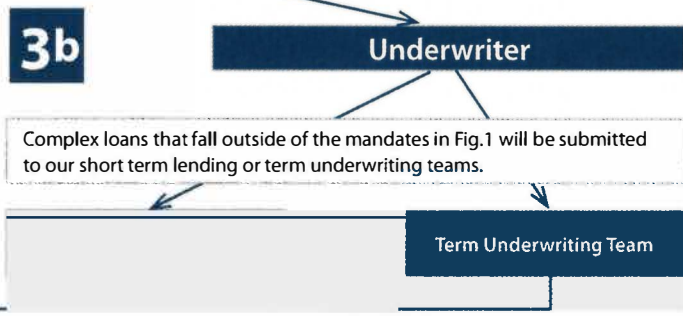 3b
Underwriter
Complex loans that fall outside of the mandates in Fig.1 will be submitted
to our short term lending or term underwriting teams.
Term Underwriting Team